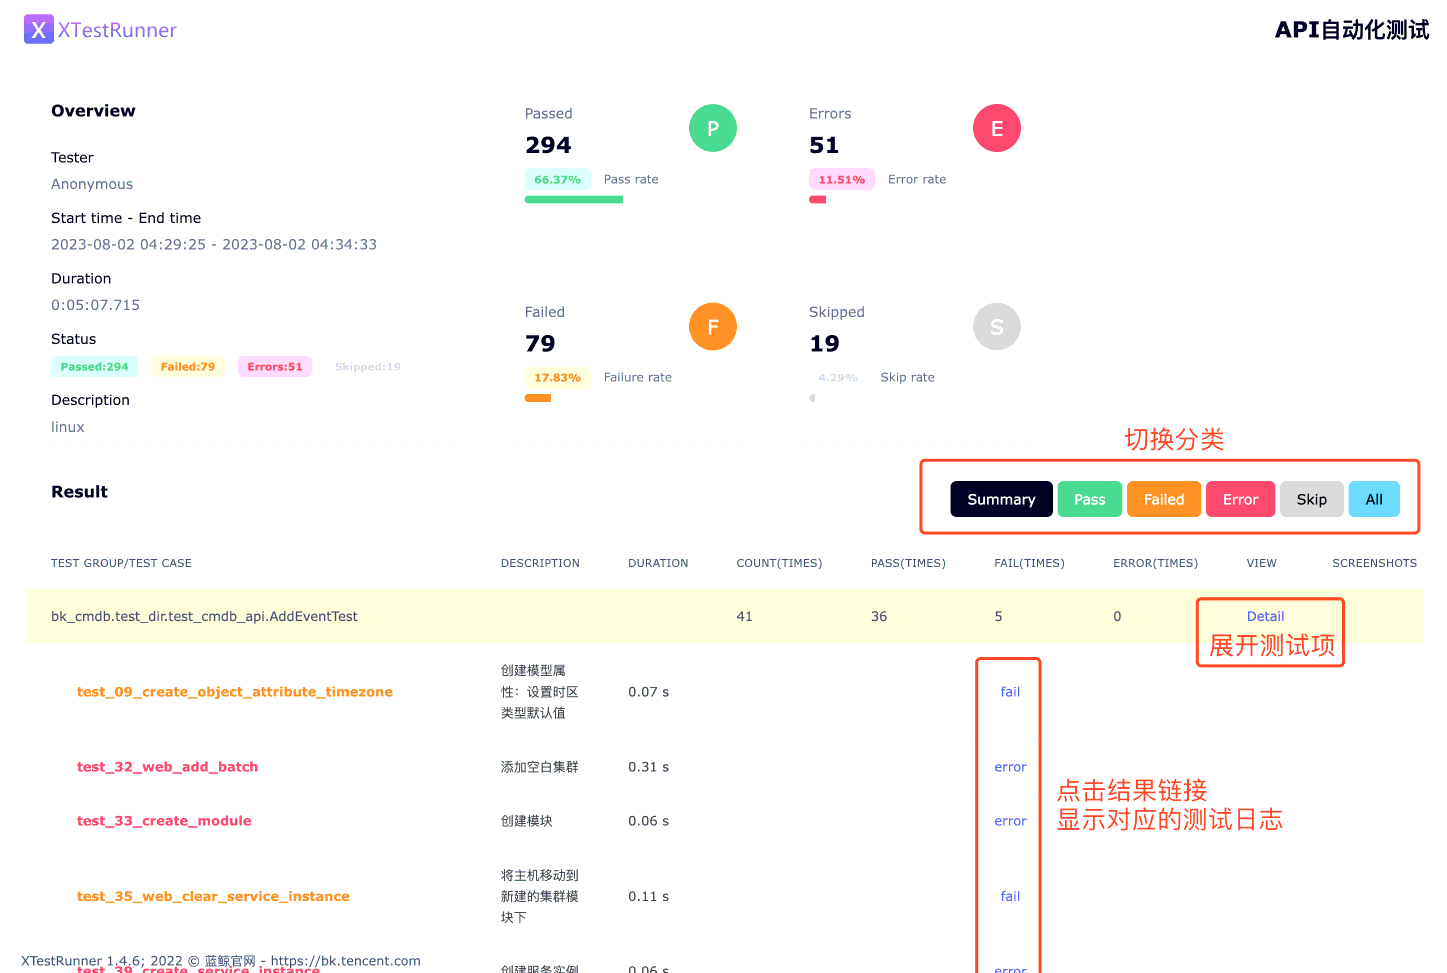 X XTestRunner
API自动化测试
Overview
Tester
Anonymous
Start time - End time
2023-08-02 04:29:25 - 2023-08-02 04:34:33
Duration
0:05:07.715
Status
Passed:294 Failed:79 Errors:51 Skipped:19
Description
linux
Passed
294
P
66.37% Pass rate
Errors
51
E
11.51% Error rate
Failed
79
F
17.83% Failure rate
Skipped
19
S
4.29% Skip rate
切换分类
Result
Summary Pass Failed Error Skip All
TEST GROUP/TEST CASE DESCRIPTION DURATION COUNT(TIMES) PASS(TIMES) FAIL(TIMES) ERROR(TIMES) VIEW SCREENSHOTS
bk_cmdb.test_dir.test_cmdb_api.AddEventTest 41 36 5 0 Detail
展开测试项
test_09_create_object_attribute_timezone
创建模型属
性：设置时区
类型默认值
0.07 s fail
test_32_web_add_batch 添加空白集群 0.31 s error
点击结果链接
显示对应的测试日志
test_33_create_module 创建模块 0.06 s error
test_35_web_clear_service_instance
将主机移动到
新建的集群模
块下
0.11 s fail
XTestRunner 1.4.6; 2022 © 蓝鲸官网 - https://bk.tencent.com
test_39_create_service_instance 创建服务实例 0.06 s error